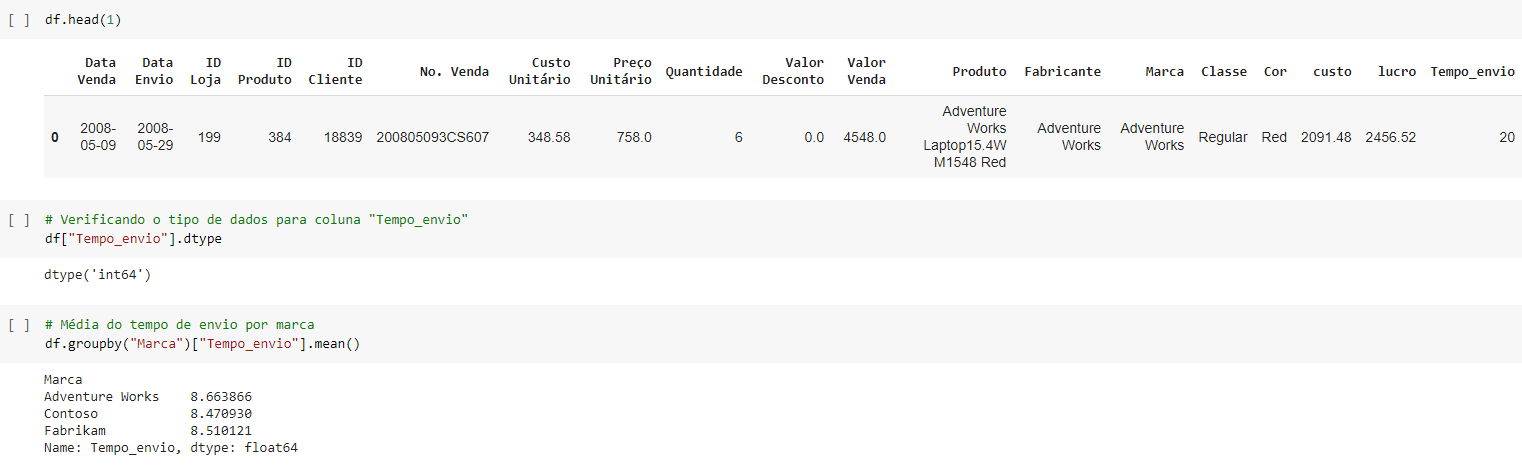 [ ] df.head(1)
Data Venda Data Envio ID Loja ID Produto ID Cliente No. Venda Custo Unitário Preço Unitário Quantidade Valor Desconto Valor Venda Produto Fabricante Marca Classe Cor custo lucro Tempo_envio
0 2008-05-09 2008-05-29 199 384 18839 200805093CS607 348.58 758.0 6 0.0 4548.0 Adventure Works Laptop15.4W M1548 Red Adventure Works Adventure Works Regular Red 2091.48 2456.52 20
[ ] # Verificando o tipo de dados para coluna "Tempo_envio"
df["Tempo_envio"].dtype
dtype('int64')
[ ] # Média do tempo de envio por marca
df.groupby("Marca")["Tempo_envio"].mean()
Marca
Adventure Works    8.663866
Contoso            8.470930
Fabrikam           8.510121
Name: Tempo_envio, dtype: float64